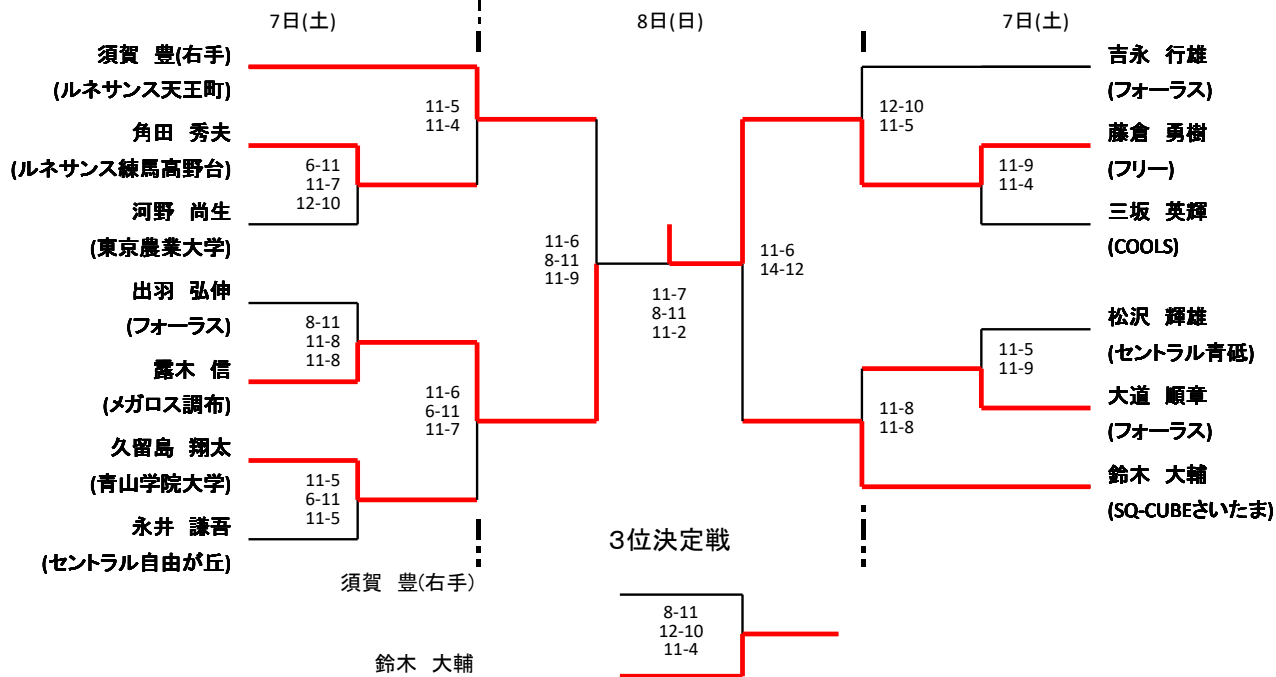 7日(土)
8日(日)
7日(土)
須賀　豊(右手)
(ルネサンス天王町)
角田　秀夫
(ルネサンス練馬高野台)
河野　尚生
(東京農業大学)
出羽　弘伸
(フォーラス)
露木　信
(メガロス調布)
久留島　翔太
(青山学院大学)
永井　謙吾
(セントラル自由が丘)
11-5
11-4
6-11
11-7
12-10
8-11
11-8
11-8
11-6
6-11
11-7
11-5
6-11
11-5
11-6
8-11
11-9
11-7
8-11
11-2
11-6
14-12
12-10
11-5
11-9
11-4
11-5
11-9
11-8
11-8
吉永　行雄
(フォーラス)
藤倉　勇樹
(フリー)
三坂　英輝
(COOLS)
松沢　輝雄
(セントラル青砥)
大道　順章
(フォーラス)
鈴木　大輔
(SQ-CUBEさいたま)
3位決定戦
須賀　豊(右手)
8-11
12-10
11-4
鈴木　大輔